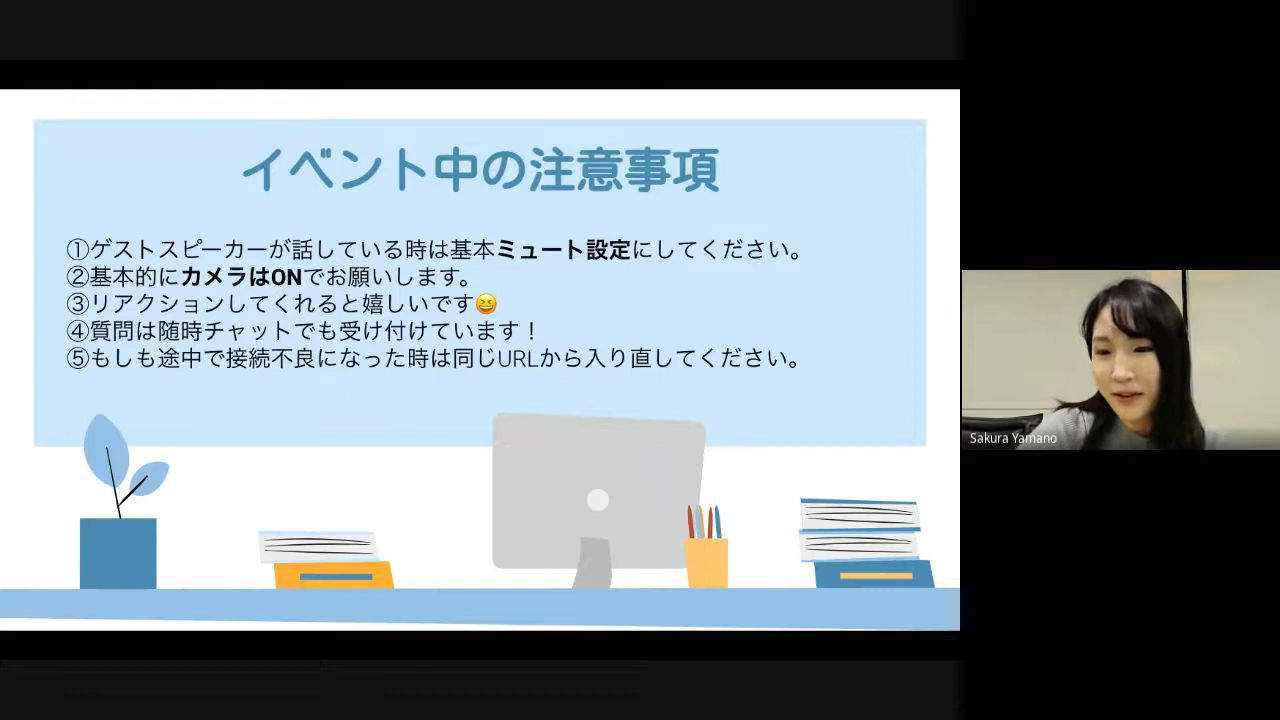 イベント中の注意事項
①ゲストスピーカーが話している時は基本ミュート設定にしてください。
②基本的にカメラはONでお願いします。
③リアクションしてくれると嬉しいです😆
④質問は随時チャットでも受け付けています！
⑤もしも途中で接続不良になった時は同じURLから入り直してください。
Sakura Yamano